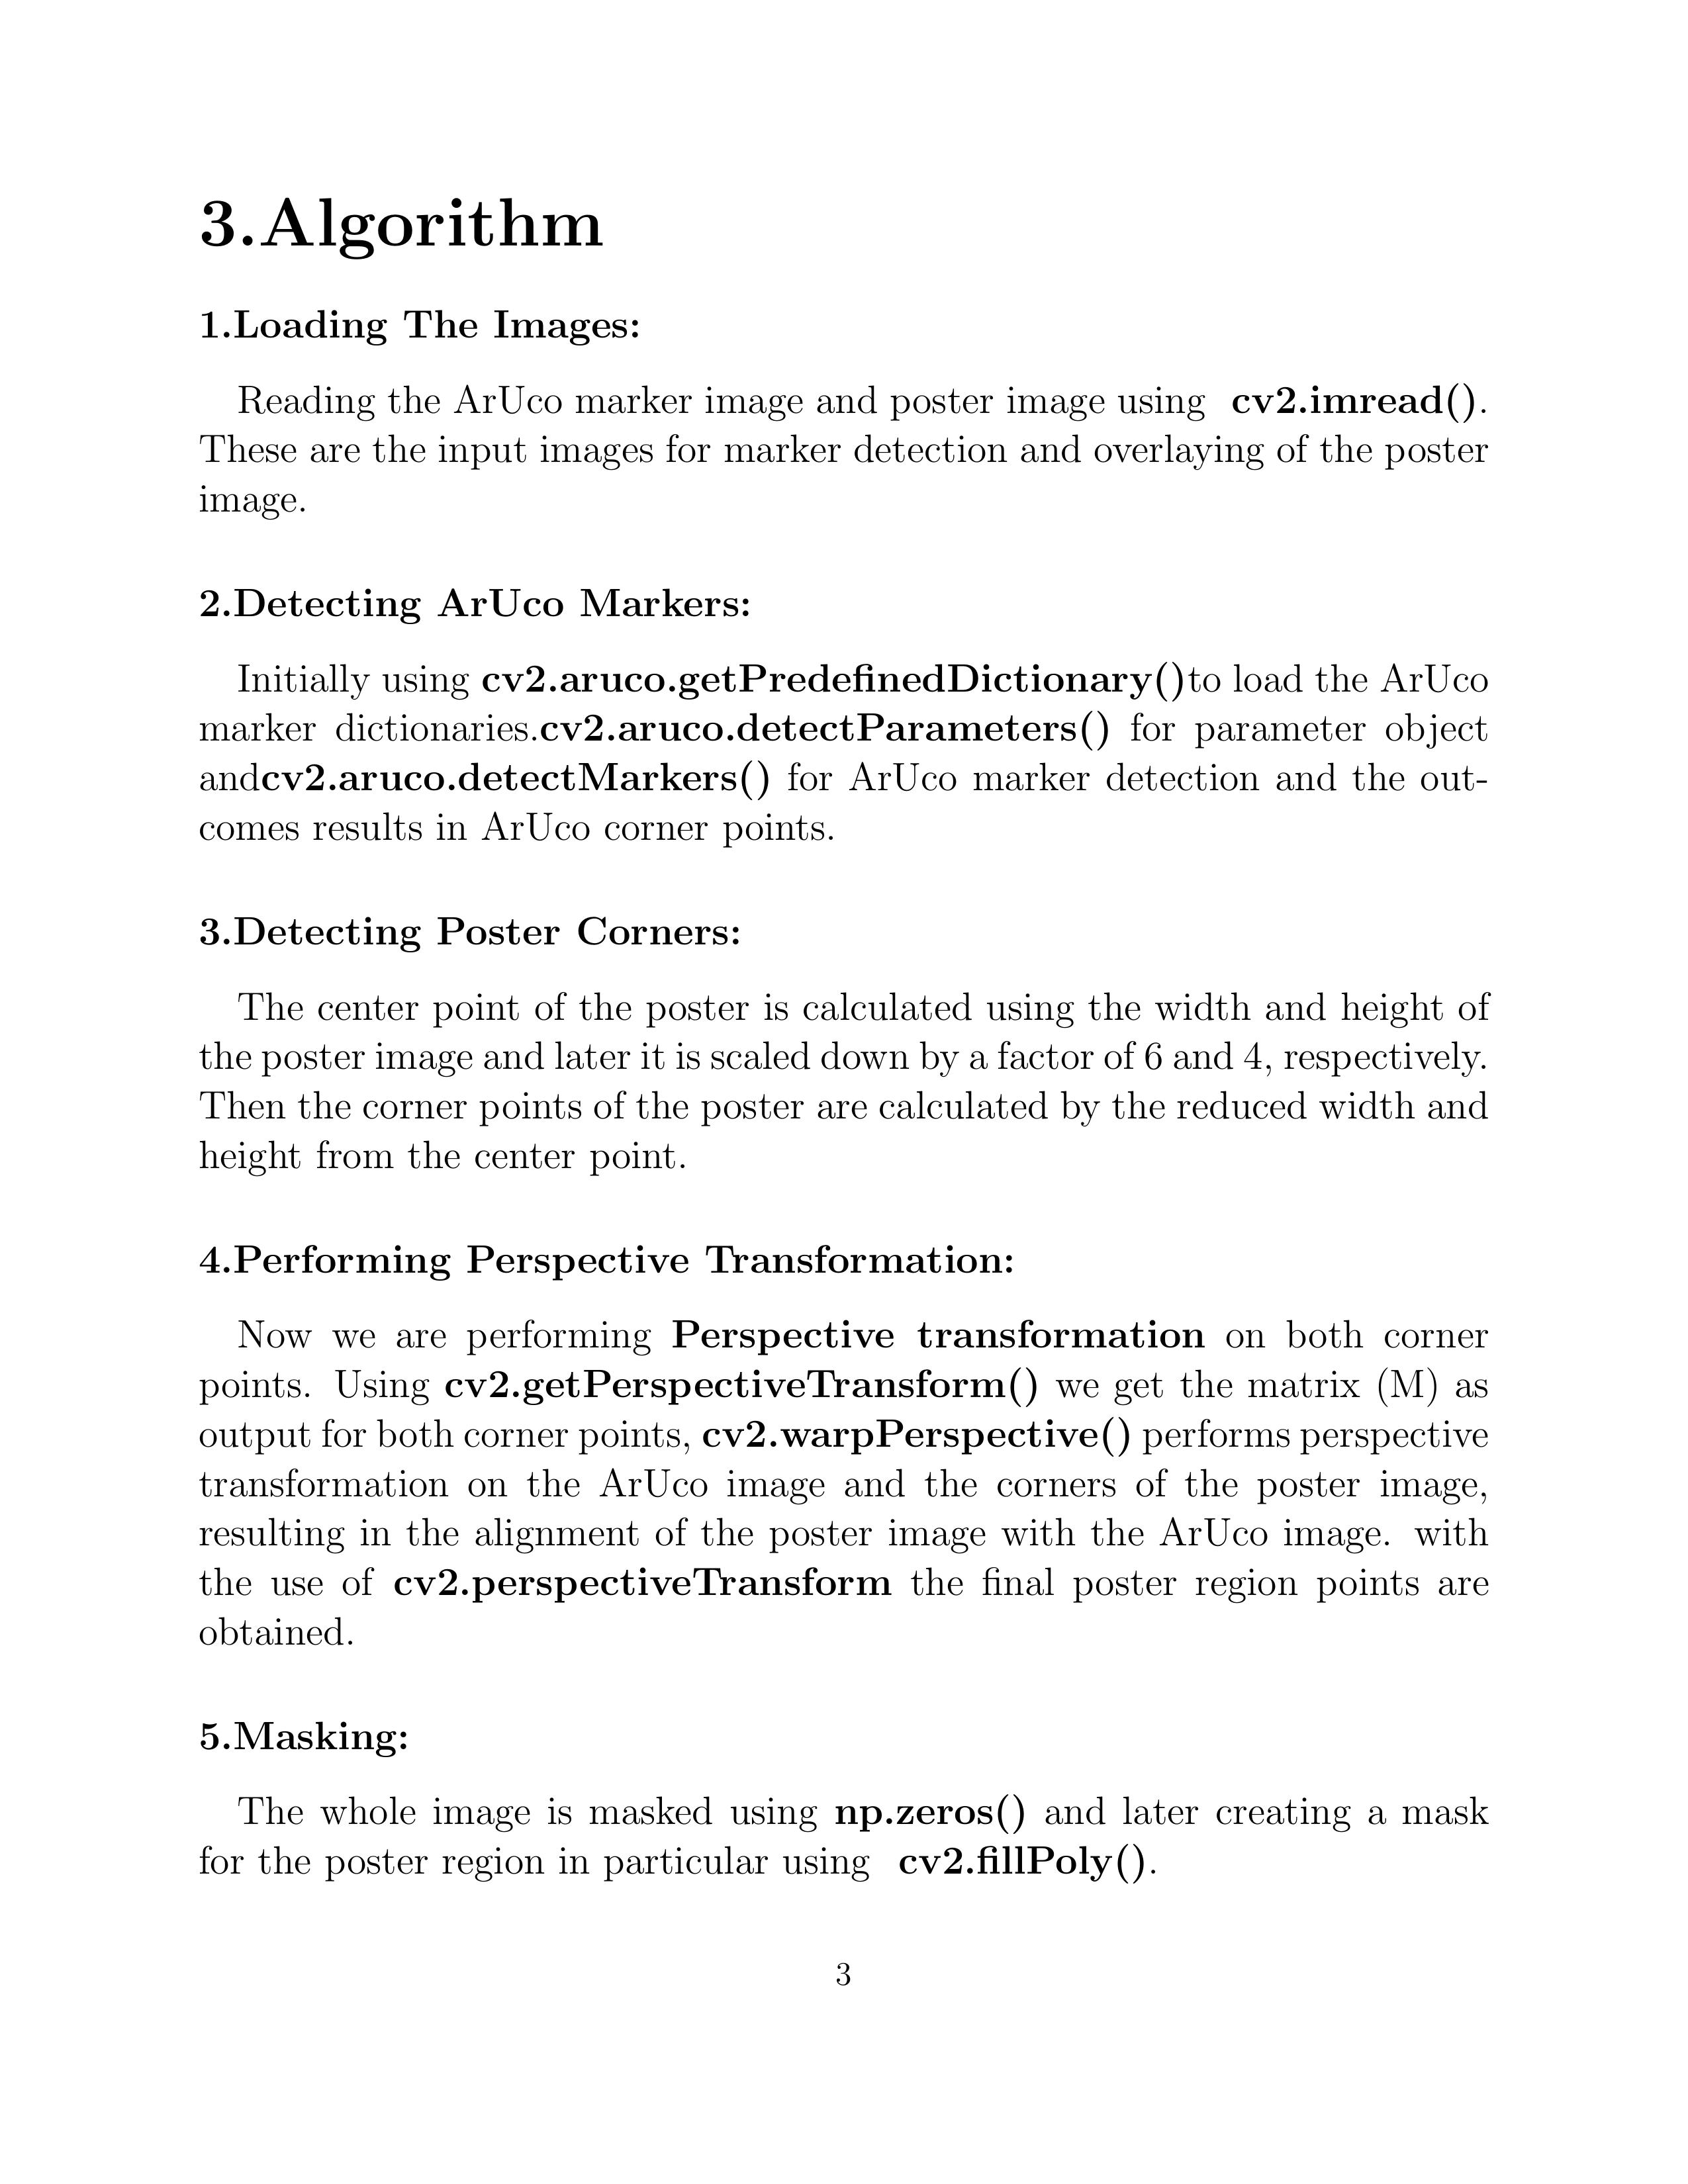 3.Algorithm
1.Loading The Images:
Reading the ArUco marker image and poster image using cv2.imread().
These are the input images for marker detection and overlaying of the poster
image.
2.Detecting ArUco Markers:
Initially using cv2.aruco.getPredefinedDictionary()to load the ArUco
marker dictionaries.cv2.aruco.detectParameters() for parameter object
andcv2.aruco.detectMarkers() for ArUco marker detection and the out-
comes results in ArUco corner points.
3.Detecting Poster Corners:
The center point of the poster is calculated using the width and height of
the poster image and later it is scaled down by a factor of 6 and 4, respectively.
Then the corner points of the poster are calculated by the reduced width and
height from the center point.
4.Performing Perspective Transformation:
Now we are performing Perspective transformation on both corner
points. Using cv2.getPerspectiveTransform() we get the matrix (M) as
output for both corner points, cv2.warpPerspective() performs perspective
transformation on the ArUco image and the corners of the poster image,
resulting in the alignment of the poster image with the ArUco image. with
the use of cv2.perspectiveTransform the final poster region points are
obtained.
5.Masking:
The whole image is masked using np.zeros() and later creating a mask
for the poster region in particular using cv2.fillPoly().
3